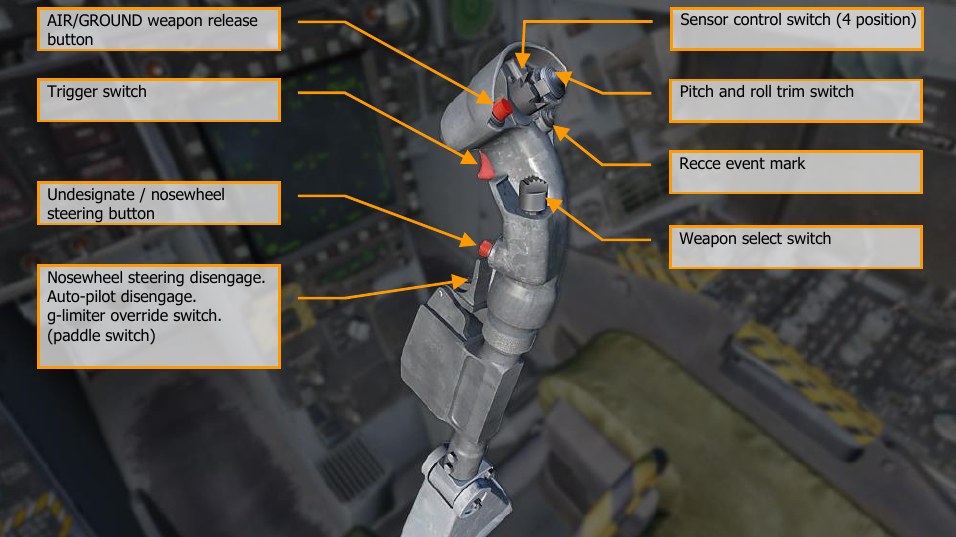 AIR/GROUND weapon release
button
Trigger switch
Undesignate / nosewheel
steering button
Nosewheel steering disengage.
Auto-pilot disengage.
g-limiter override switch.
(paddle switch)
Sensor control switch (4 position)
Pitch and roll trim switch
Recce event mark
Weapon select switch